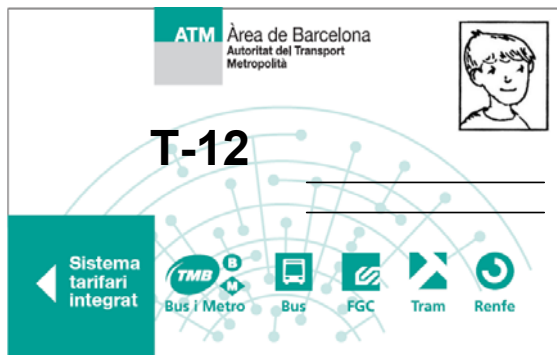 ATM Àrea de Barcelona
Autoritat del Transport
Metropolità
T-12
Sistema
tarifari
integrat
TMB B
M
Bus i Metro Bus FGC Tram Renfe